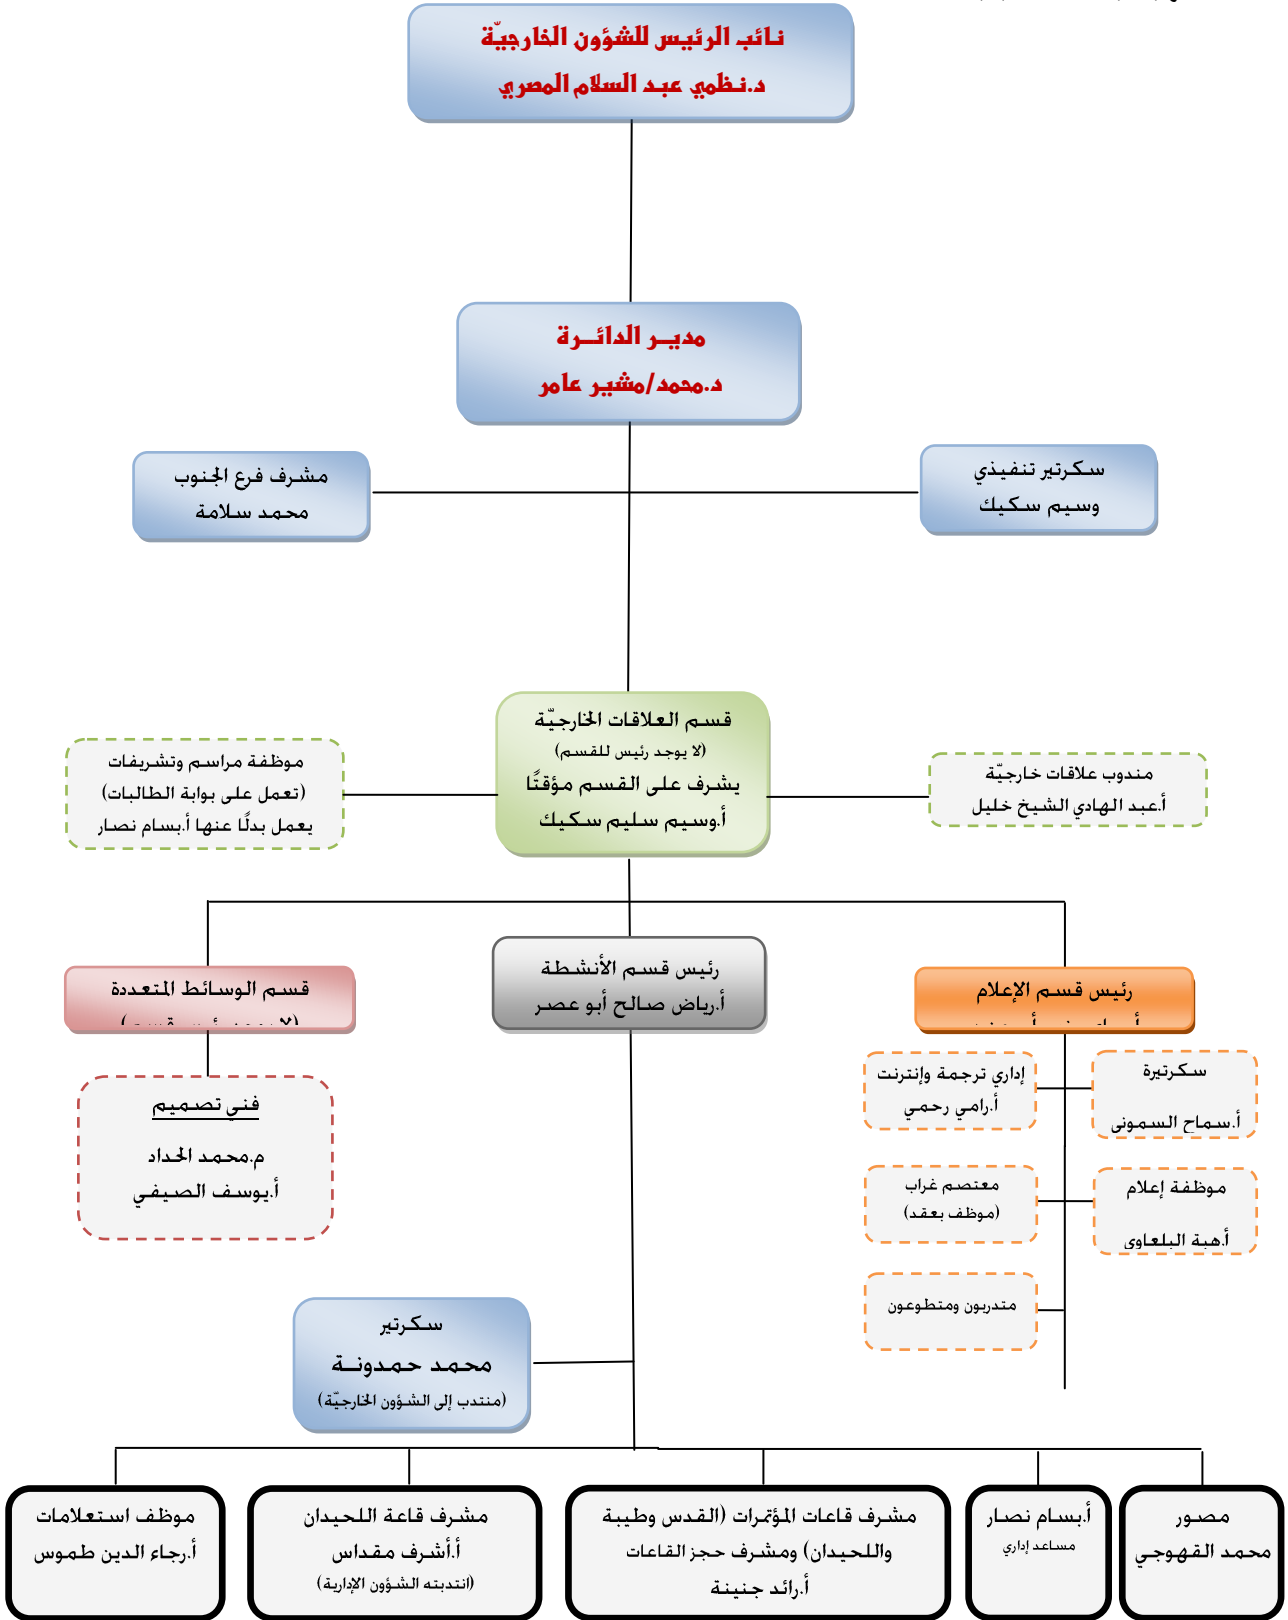 نائب الرئيس للشؤون الخارجيّة
د.نظمي عبد السلام المصري
مديـر الدائـرة
د.محمد/مشير عامر
سكرتير تنفيذي
وسيم سكيك
مشرف فرع الجنوب
محمد سلامة
قسم العلاقات الخارجيّة
(لا يوجد رئيس للقسم)
يشرف على القسم مؤقتًا
أ.وسيم سليم سكيك
مندوب علاقات خارجيّة
أ.عبد الهادي الشيخ خليل
موظفة مراسم وتشريفات
(تعمل على بوابة الطالبات)
يعمل بدلًا عنها أ.بسام نصار
رئيس قسم الإعلام
رئيس قسم الأنشطة
أ.رياض صالح أبو عصر
قسم الوسائط المتعددة
سكرتيرة
أ.سماح السموني
إداري ترجمة وإنترنت
أ.رامي رحمي
موظفة إعلام
أ.هبة البلعاوي
معتصم غراب
(موظف بعقد)
متدربون ومتطوعون
فني تصميم
م.محمد الحداد
أ.يوسف الصيفي
سكرتير
محمد حمدونـة
(منتدب إلى الشؤون الخارجيّة)
مصور
محمد القهوجي
أ.بسام نصار
مساعد إداري
مشرف قاعات المؤتمرات (القدس وطيبة
واللحيدان) ومشرف حجز القاعات
أ.رائد جنينة
مشرف قاعة اللحيدان
أ.أشرف مقداس
(انتدبته الشؤون الإدارية)
موظف استعلامات
أ.رجاء الدين طموس